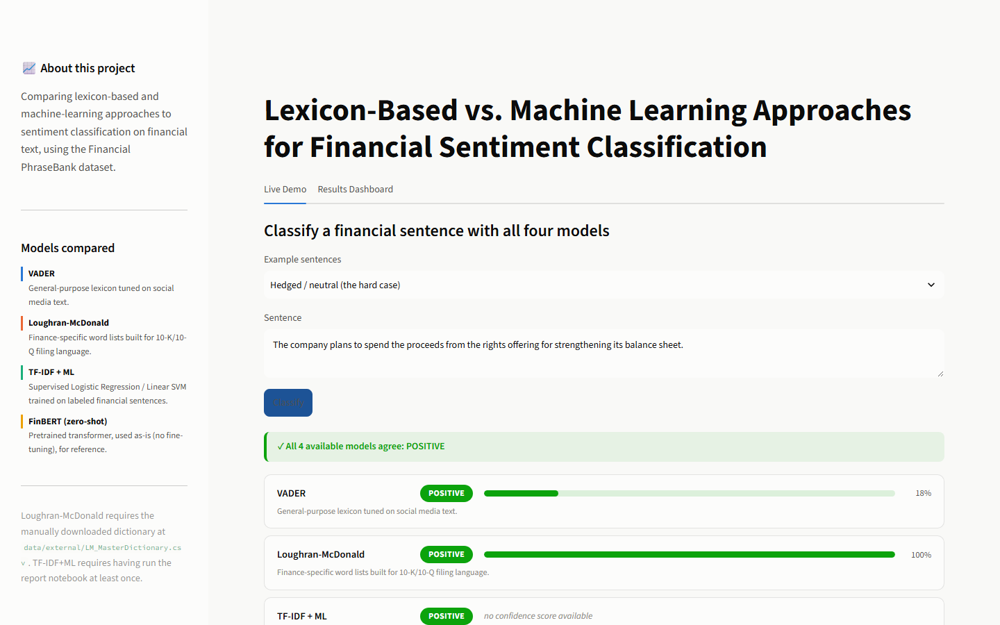 📈 About this project
Comparing lexicon-based and
machine-learning approaches to
sentiment classification on financial
text, using the Financial
PhraseBank dataset.
Models compared
VADER
General-purpose lexicon tuned on social
media text.
Loughran-McDonald
Finance-specific word lists built for 10-K/10-
Q filing language.
TF-IDF + ML
Supervised Logistic Regression / Linear SVM
trained on labeled financial sentences.
FinBERT (zero-shot)
Pretrained transformer, used as-is (no fine-
tuning), for reference.
Loughran-McDonald requires the
manually downloaded dictionary at
data/external/LM_MasterDictionary.cs
v . TF-IDF+ML requires having run the
report notebook at least once.
Lexicon-Based vs. Machine Learning Approaches
for Financial Sentiment Classification
Live Demo Results Dashboard
Classify a financial sentence with all four models
Example sentences
Hedged / neutral (the hard case)
Sentence
The company plans to spend the proceeds from the rights offering for strengthening its balance sheet.
Classify
✓ All 4 available models agree: POSITIVE
VADER POSITIVE 18%
General-purpose lexicon tuned on social media text.
Loughran-McDonald POSITIVE 100%
Finance-specific word lists built for 10-K/10-Q filing language.
TF-IDF + ML POSITIVE no confidence score available